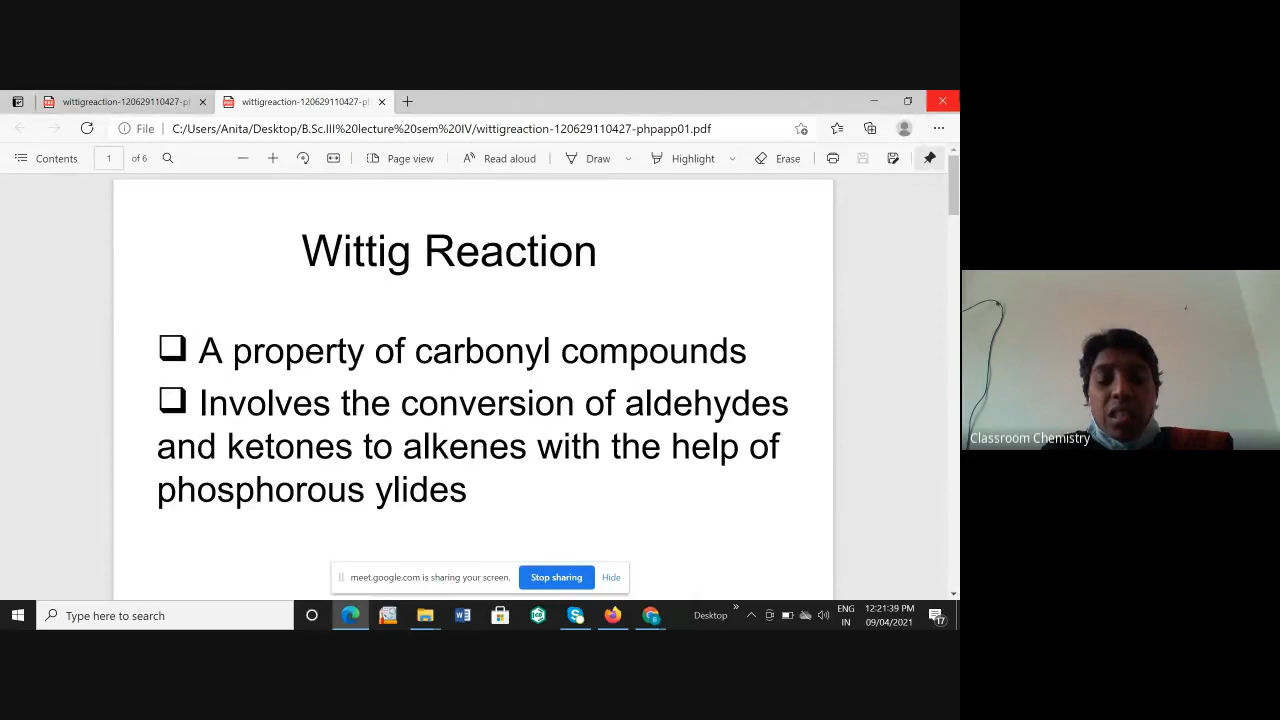 wittigreaction-120629110427-ph
wittigreaction-120629110427-ph
File
C:/Users/Anita/Desktop/B.Sc.III%20lecture%20sem%20IV/wittigreaction-120629110427-phpapp01.pdf
Contents
1
of 6
Page view
Read aloud
Draw
Highlight
Erase
Wittig Reaction
❑ A property of carbonyl compounds
❑ Involves the conversion of aldehydes
and ketones to alkenes with the help of
phosphorous ylides
Classroom Chemistry
meet.google.com is sharing your screen.
Stop sharing
Hide
Type here to search
Desktop
ENG
IN
12:21:39 PM
09/04/2021
17